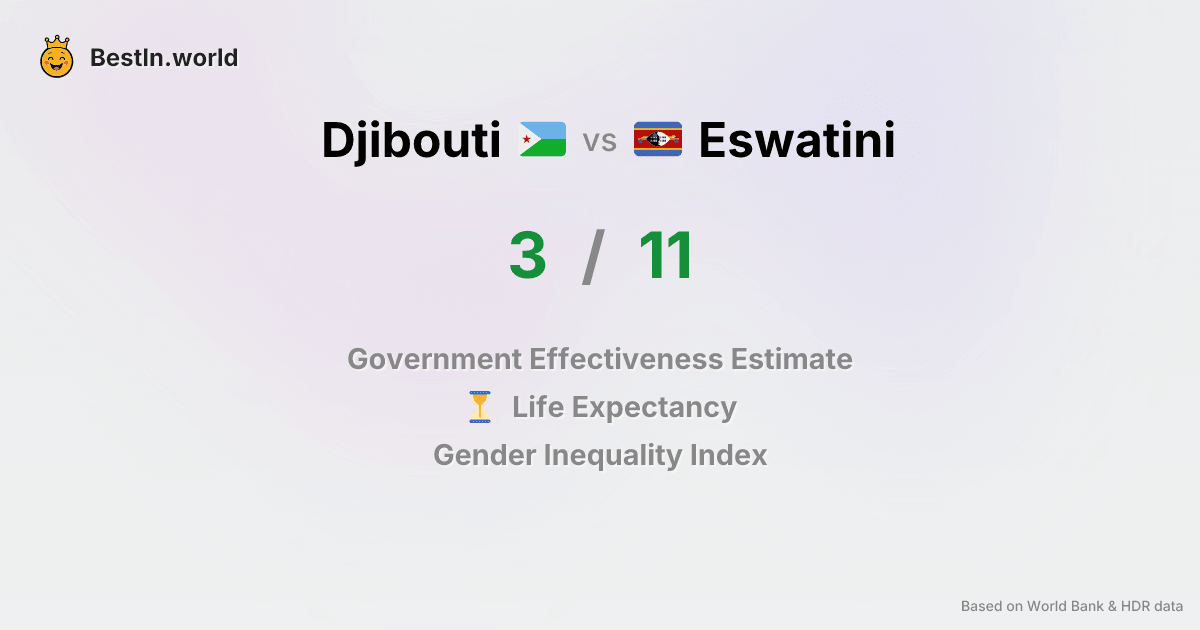 BestIn.world
Djibouti vs Eswatini
3 / 11
Government Effectiveness Estimate
Life Expectancy
Gender Inequality Index
Based on World Bank & HDR data